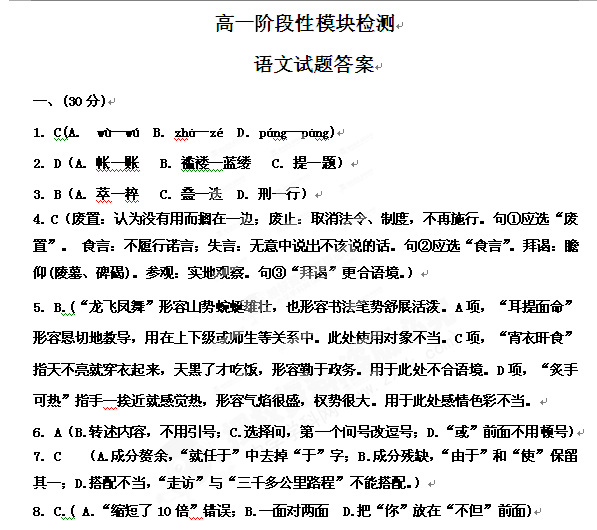 高一阶段性模块检测
语文试题答案
一、(30分)
1. C(A. wù—wú B. zhà—zé D. páng—pāng)
2. D（A. 帐—账 B. 褴褛—蓝缕 C. 提—题）
3. B（A. 萃—粹 C. 叠—迭 D. 刑—行）
4. C（废置：认为没有用而搁在一边；废止：取消法令、制度，不再施行。句①应选“废
置”。 食言：不履行诺言；失言：无意中说出不该说的话。句②应选“食言”。拜谒：瞻
仰(陵墓、碑碣)。参观：实地观察。句③“拜谒”更合语境。）
5. B.(“龙飞凤舞”形容山势蜿蜒雄壮，也形容书法笔势舒展活泼。A项，“耳提面命”
形容恳切地教导，用在上下级或师生等关系中。此处使用对象不当。C项，“宵衣旰食”
指天不亮就穿衣起来，天黑了才吃饭，形容勤于政务。用于此处不合语境。D项，“炙手
可热”指手一挨近就感觉热，形容气焰很盛，权势很大。用于此处感情色彩不当。
6. A（B.转述内容，不用引号；C.选择问，第一个问号改逗号；D.“或”前面不用顿号)
7. C （A.成分赘余，“就任于”中去掉“于”字；B.成分残缺，“由于”和“使”保留
其一；D.搭配不当，“走访”与“三千多公里路程”不能搭配。）
8. C.( A.“缩短了10倍”错误；B.一面对两面 D.把“你”放在“不但”前面)